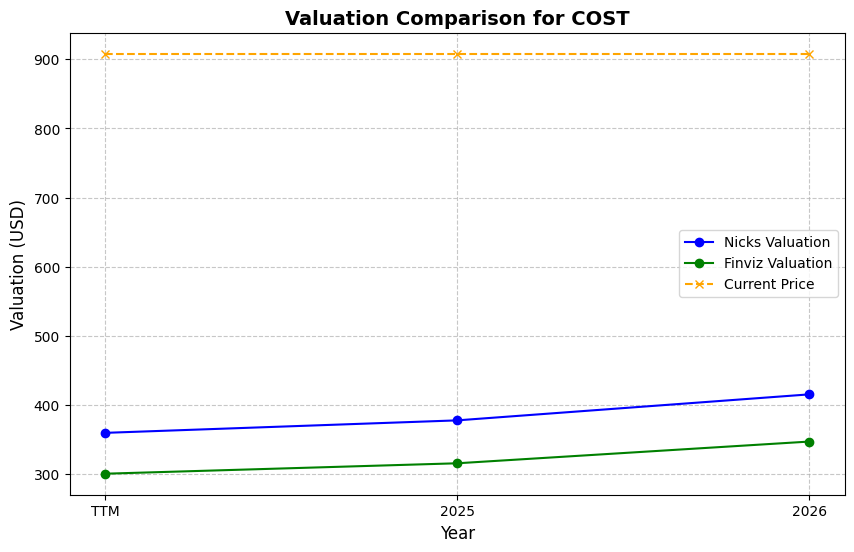 Valuation Comparison for COST
Valuation (USD)
900
800
700
600
500
400
300
Nicks Valuation
Finviz Valuation
Current Price
TTM
2025
2026
Year